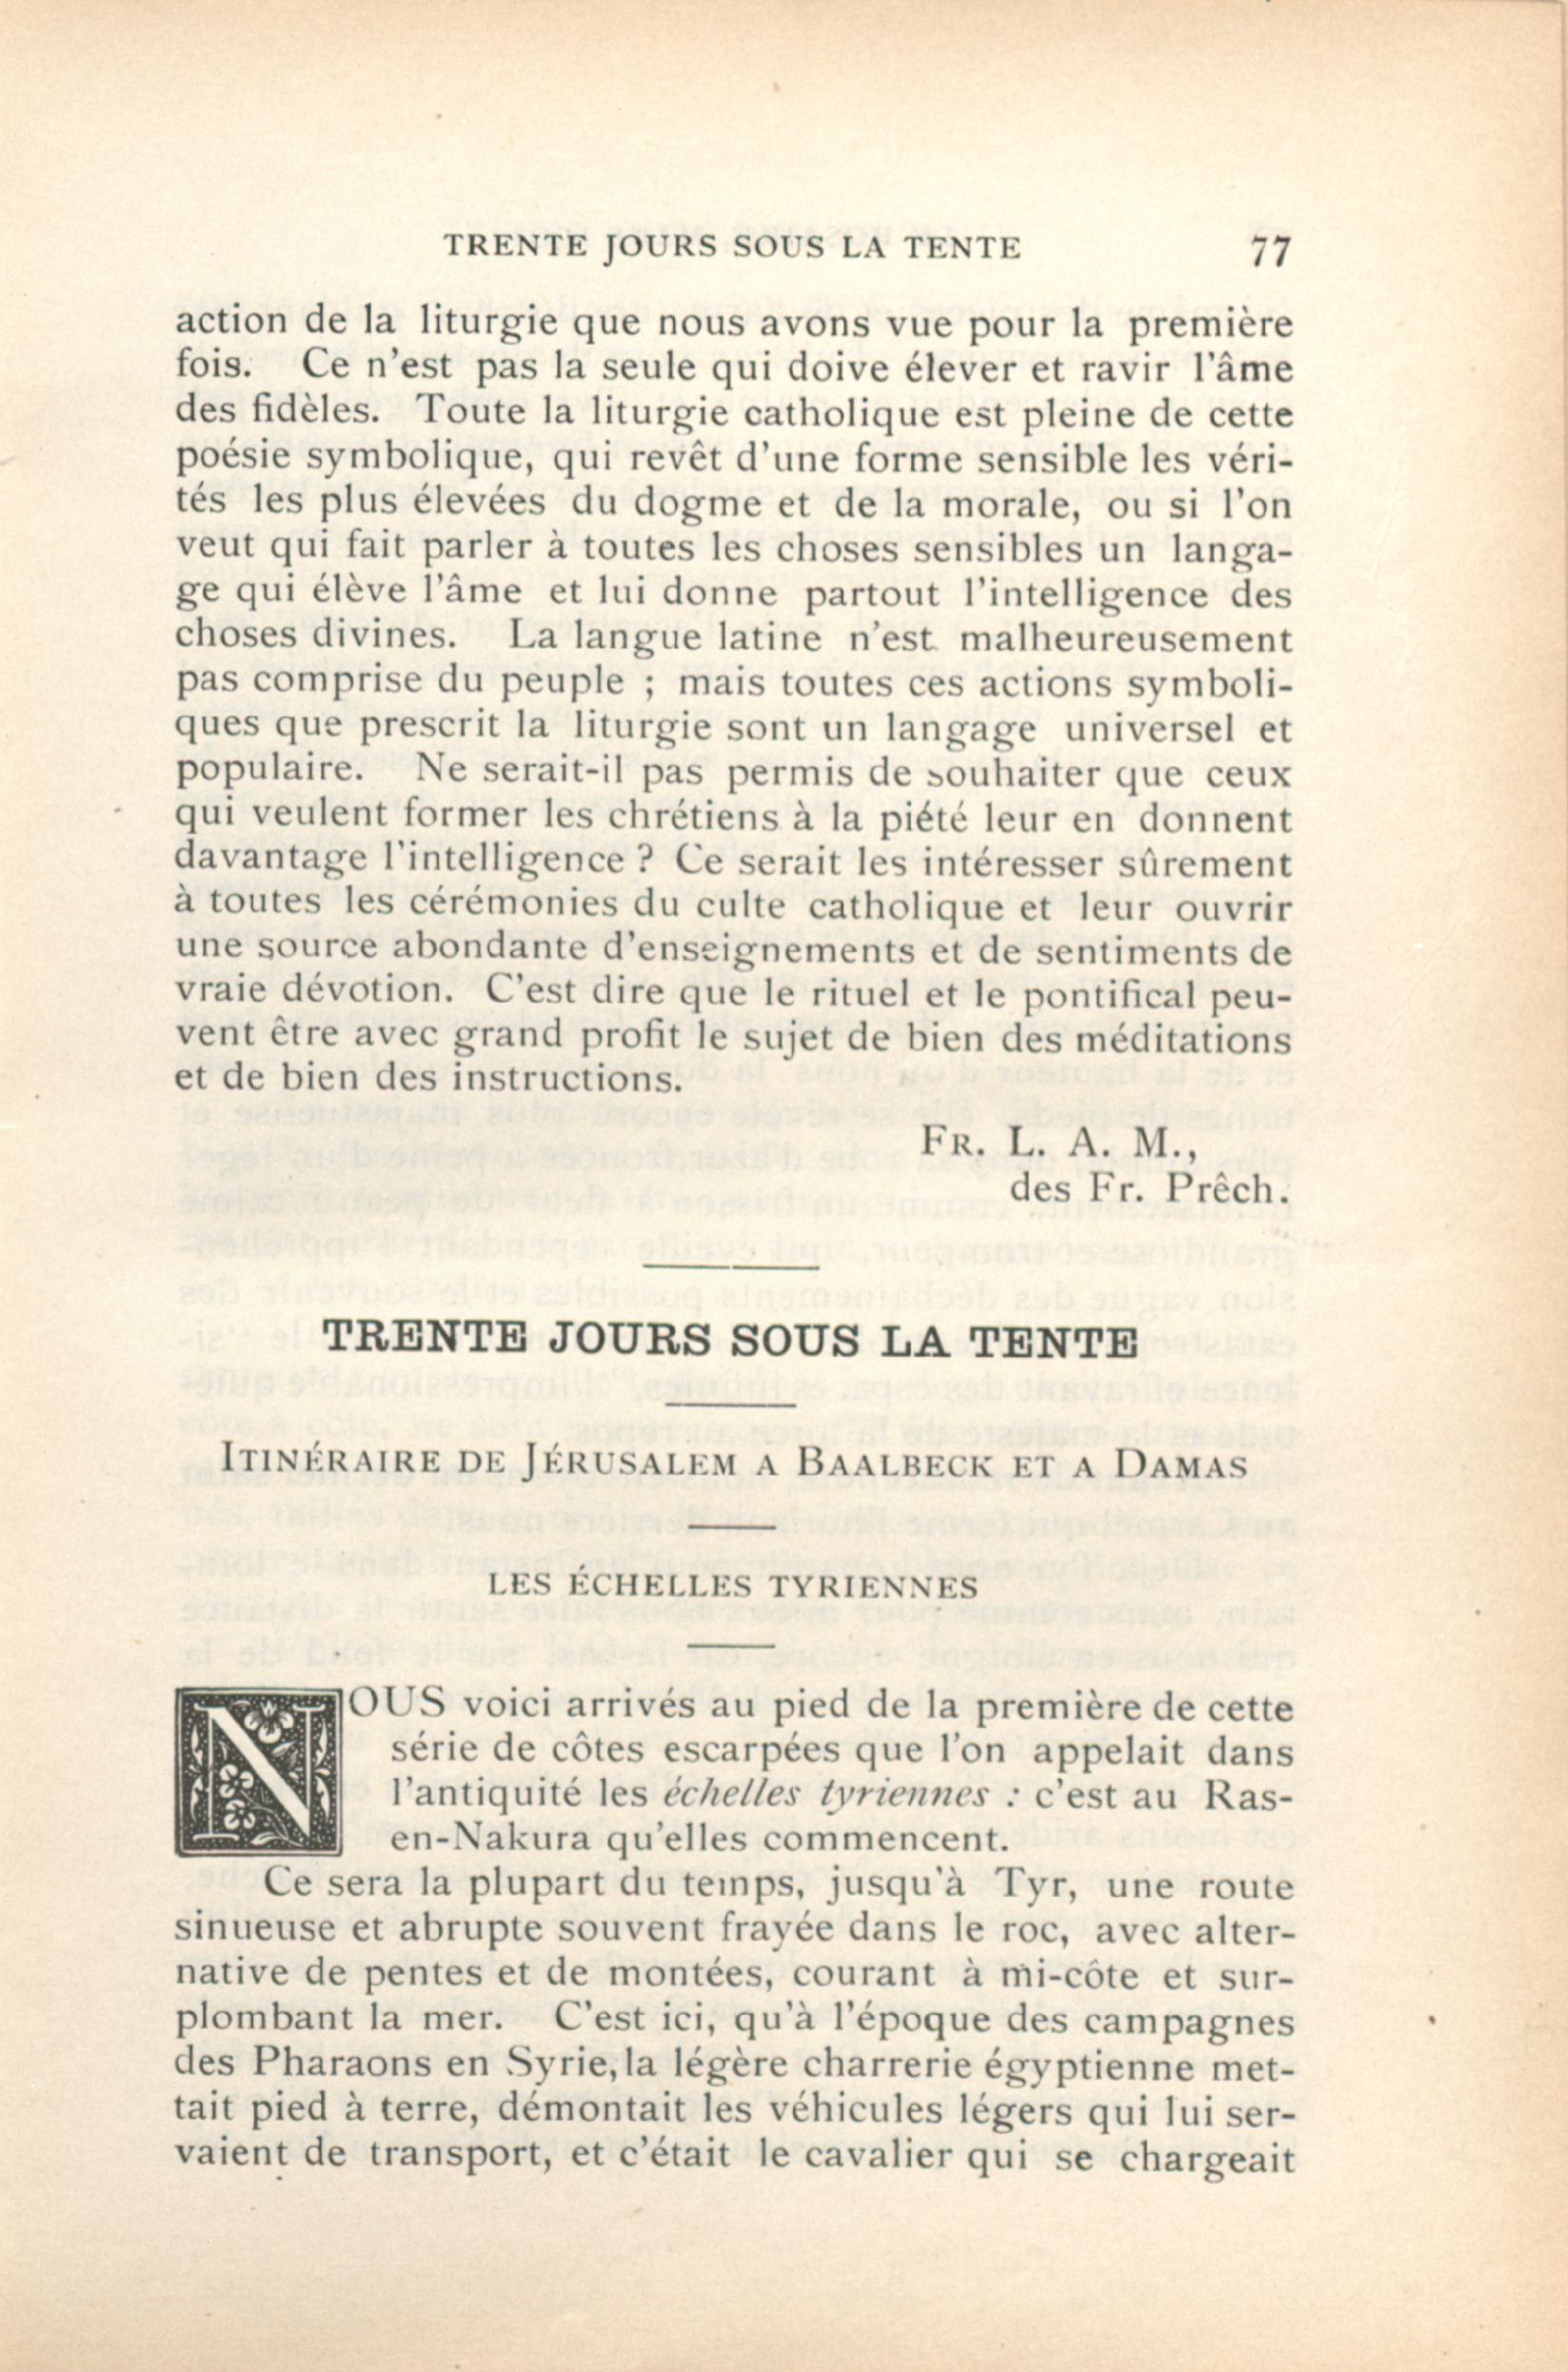 TRENTE JOURS SOUS LA TENTE 77
action de la liturgie que nous avons vue pour la première
fois. Ce n'est pas la seule qui doive élever et ravir l'âme
des fidèles. Toute la liturgie catholique est pleine de cette
poésie symbolique, qui revêt d'une forme sensible les véri-
tés les plus élevées du dogme et de la morale, ou si l'on
veut qui fait parler à toutes les choses sensibles un langa-
ge qui élève l'âme et lui donne partout l'intelligence des
choses divines. La langue latine n'est malheureusement
pas comprise du peuple ; mais toutes ces actions symboli-
ques que prescrit la liturgie sont un langage universel et
populaire. Ne serait-il pas permis de souhaiter que ceux
qui veulent former les chrétiens à la piété leur en donnent
davantage l'intelligence ? Ce serait les intéresser sûrement
à toutes les cérémonies du culte catholique et leur ouvrir
une source abondante d'enseignements et de sentiments de
vraie dévotion. C'est dire que le rituel et le pontifical peu-
vent être avec grand profit le sujet de bien des méditations
et de bien des instructions.
FR. L. A. M.,
des Fr. Prêch.
TRENTE JOURS SOUS LA TENTE
ITINÉRAIRE DE JÉRUSALEM A BAALBECK ET A DAMAS
LES ÉCHELLES TYRIENNES
NOUS voici arrivés au pied de la première de cette
série de côtes escarpées que l'on appelait dans
l'antiquité les échelles tyriennes : c'est au Ras-
en-Nakura qu'elles commencent.
Ce sera la plupart du temps, jusqu'à Tyr, une route
sinueuse et abrupte souvent frayée dans le roc, avec alter-
native de pentes et de montées, courant à mi-côte et sur-
plombant la mer. C'est ici, qu'à l'époque des campagnes
des Pharaons en Syrie, la légère charrerie égyptienne met-
tait pied à terre, démontait les véhicules légers qui lui ser-
vaient de transport, et c'était le cavalier qui se chargeait